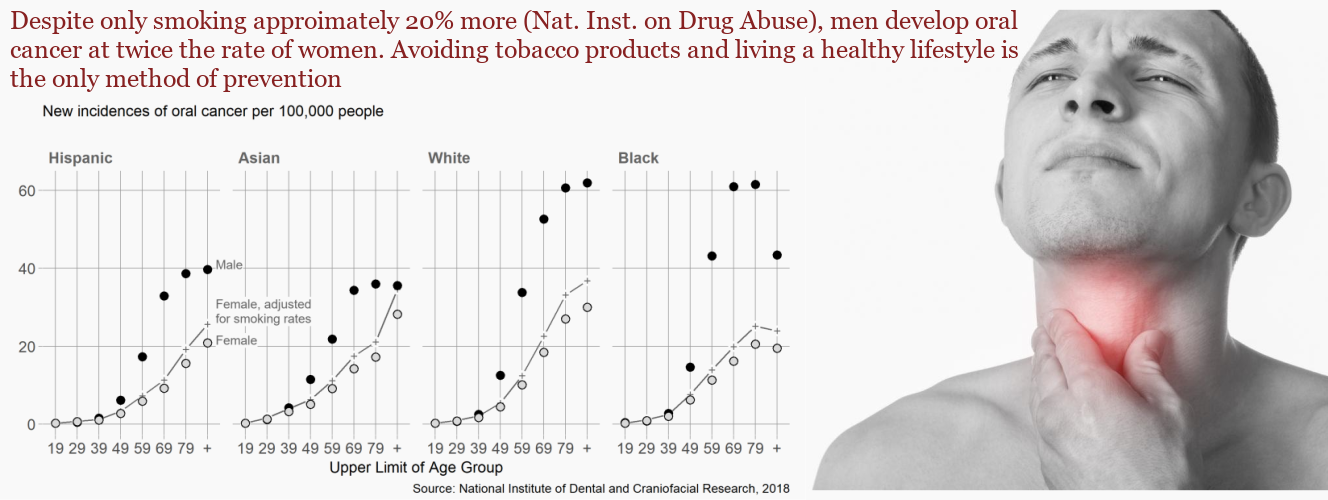 Despite only smoking approimately 20% more (Nat. Inst. on Drug Abuse), men develop oral
cancer at twice the rate of women. Avoiding tobacco products and living a healthy lifestyle is
the only method of prevention
New incidences of oral cancer per 100,000 people
Hispanic Asian White Black
60
40
20
0
Male
Female, adjusted
for smoking rates
Female
19 29 39 49 59 69 79 + 19 29 39 49 59 69 79 + 19 29 39 49 59 69 79 + 19 29 39 49 59 69 79 +
Upper Limit of Age Group
Source: National Institute of Dental and Craniofacial Research, 2018